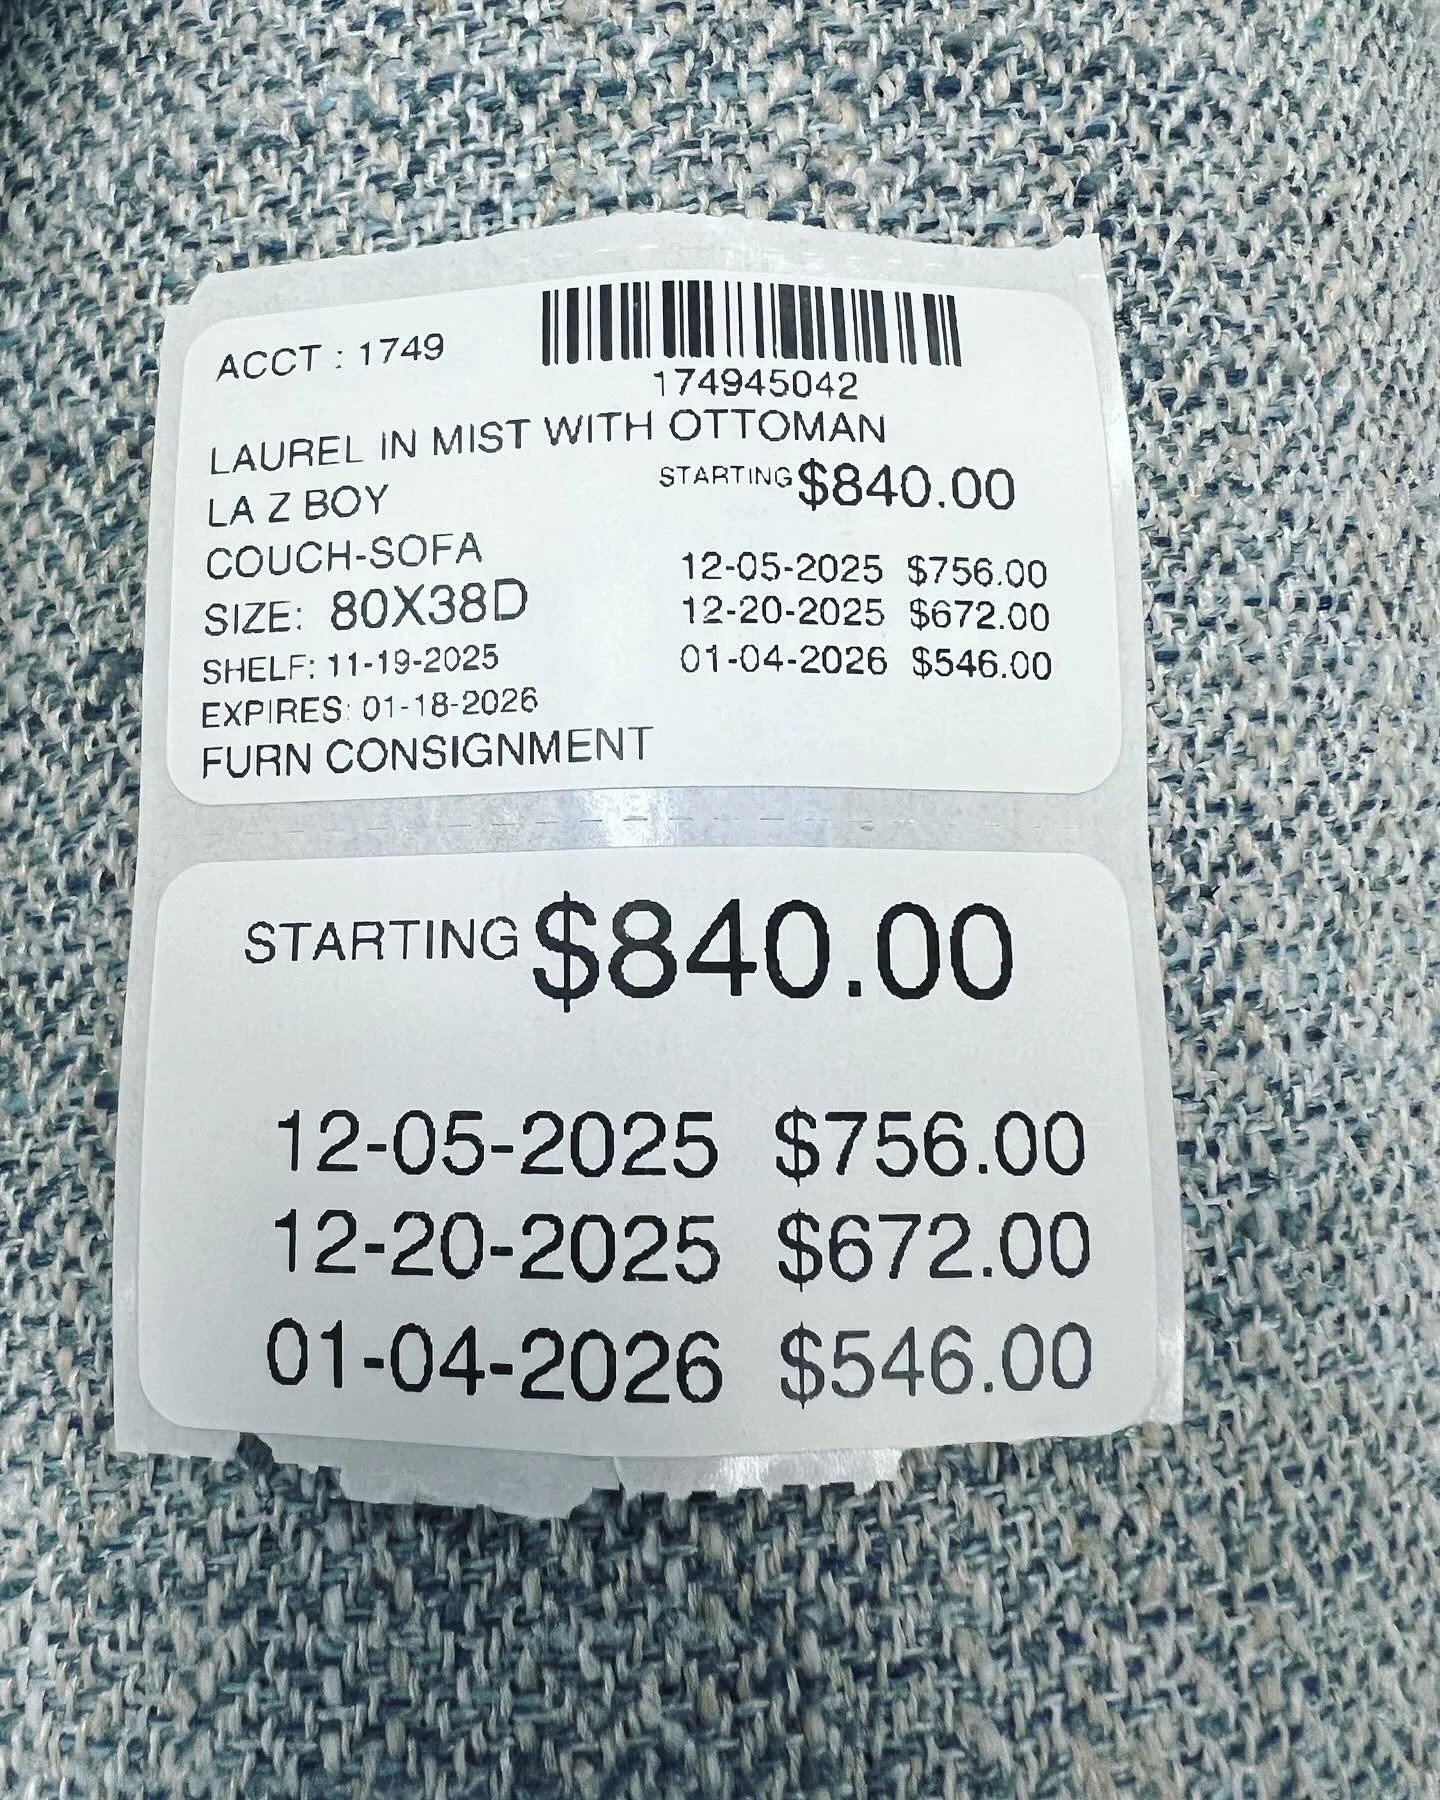 ACCT : 1749
174945042
LAUREL IN MIST WITH OTTOMAN
LA Z BOY
STARTING $840.00
COUCH-SOFA
SIZE: 80X38D
SHELF: 11-19-2025
EXPIRES: 01-18-2026
FURN CONSIGNMENT
12-05-2025 $756.00
12-20-2025 $672.00
01-04-2026 $546.00
STARTING $840.00
12-05-2025 $756.00
12-20-2025 $672.00
01-04-2026 $546.00